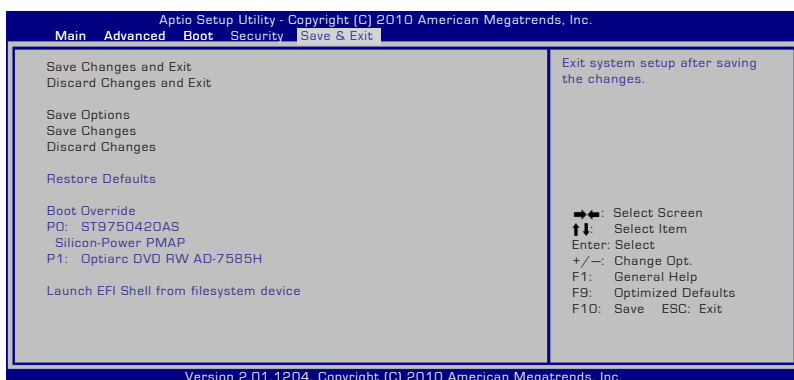 Aptio Setup Utility - Copyright (C) 2010 American Megatrends, Inc.
Main Advanced Boot Security Save & Exit
Save Changes and Exit
Discard Changes and Exit
Save Options
Save Changes
Discard Changes
Restore Defaults
Boot Override
P0: ST9750420AS
Silicon-Power PMAP
P1: Optiarc DVD RW AD-7585H
Launch EFI Shell from filesystem device
Exit system setup after saving
the changes.
→←: Select Screen
↑↓: Select Item
Enter: Select
+/—: Change Opt.
F1: General Help
F9: Optimized Defaults
F10: Save ESC: Exit
Version 2.01.1204. Copyright (C) 2010 American Megatrends, Inc.